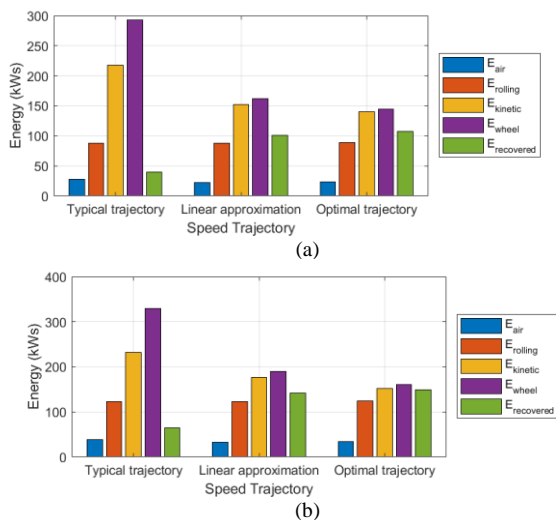 300
250
200
150
100
50
0
Energy (kWs)
Typical trajectory
Linear approximation
Optimal trajectory
Speed Trajectory
E_air
E_rolling
E_kinetic
E_wheel
E_recovered
(a)
400
300
200
100
0
Energy (kWs)
Typical trajectory
Linear approximation
Optimal trajectory
Speed Trajectory
E_air
E_rolling
E_kinetic
E_wheel
E_recovered
(b)